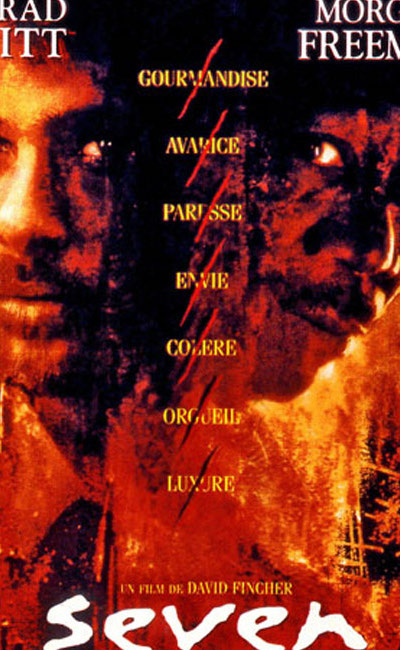 RAD MORG
ITT FREEM
GOURMANDISE
AVARICE
PARESSE
ENVIE
COLERE
ORGUEIL
LUXURE
UN FILM DE DAVID FINCHER
seven